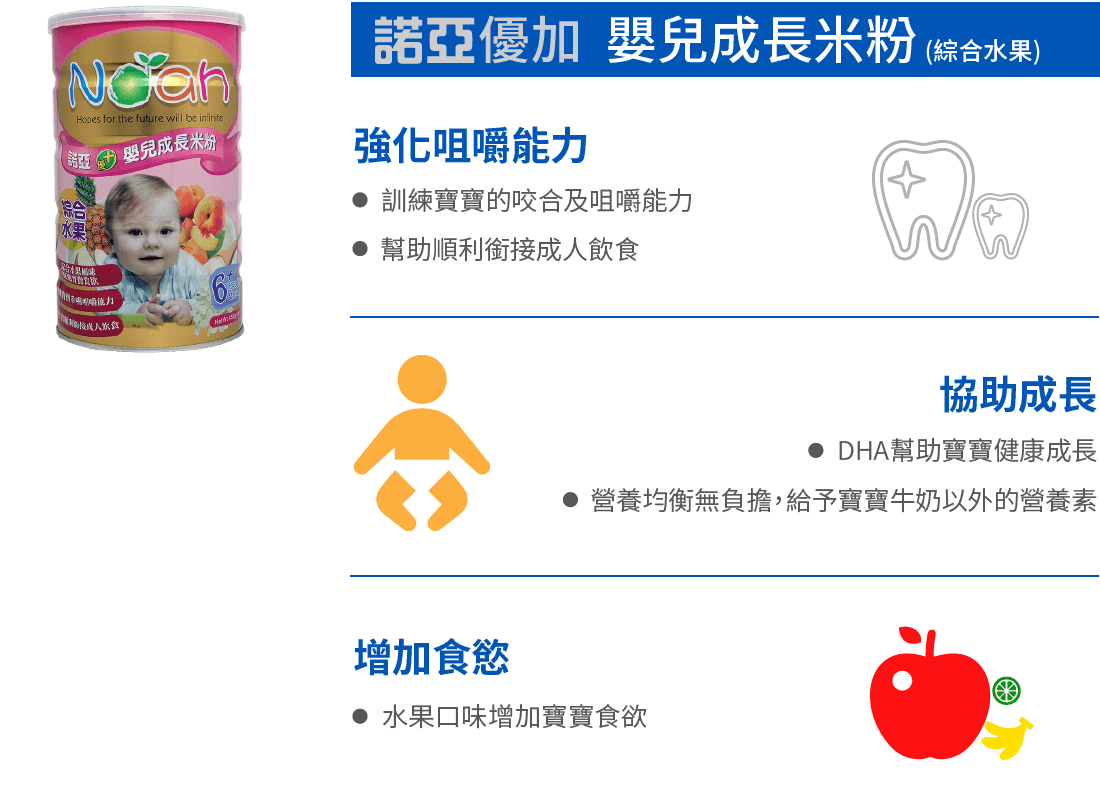 諾亞優加 嬰兒成長米粉 (綜合水果)
Noah
Hopes for the future will be infinite
諾亞 優+ 嬰兒成長米粉
綜合
水果
6+
強化咀嚼能力
● 訓練寶寶的咬合及咀嚼能力
● 幫助順利銜接成人飲食
協助成長
● DHA幫助寶寶健康成長
● 營養均衡無負擔，給予寶寶牛奶以外的營養素
增加食慾
● 水果口味增加寶寶食欲